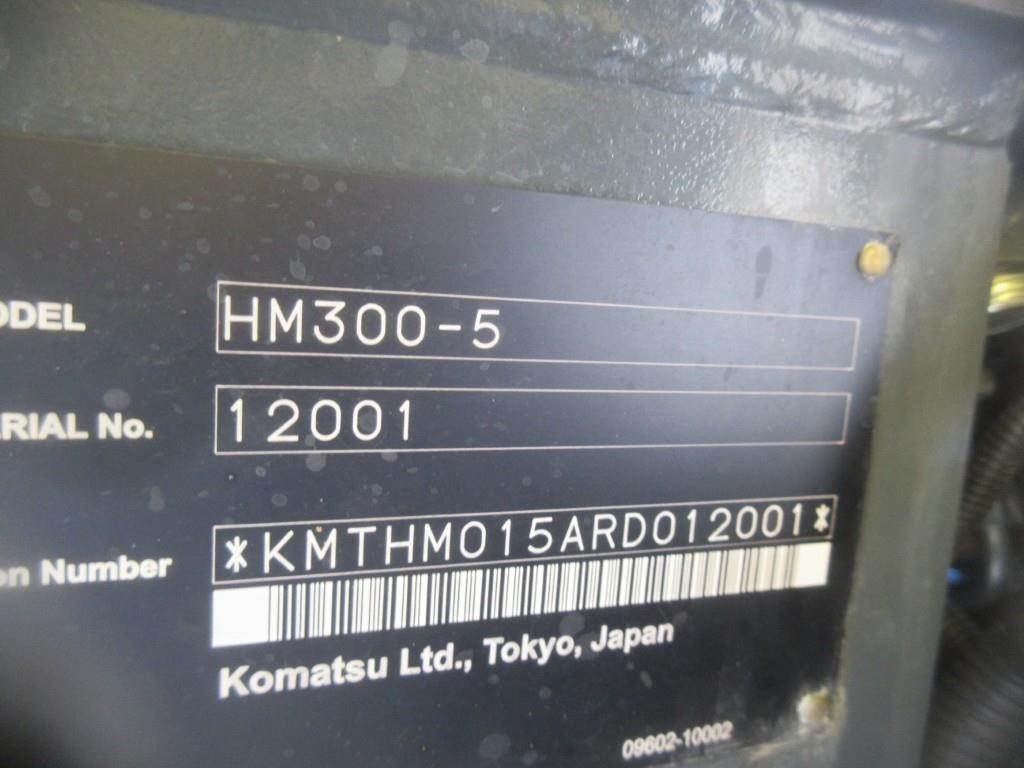 ODEL HM300-5
RIAL No. 12001
on Number *KMTHM015ARD012001*
Komatsu Ltd., Tokyo, Japan
09602-10002